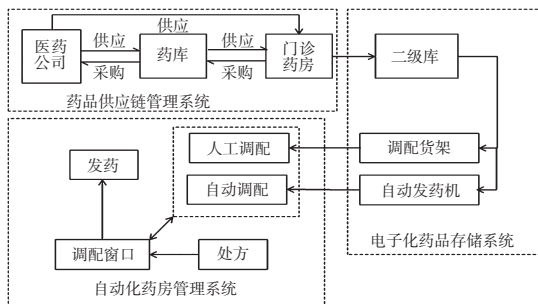 供应
医药
公司
供应
采购
药库
供应
采购
门诊
药房
二级库
药品供应链管理系统
人工调配
调配货架
发药
自动调配
自动发药机
调配窗口
处方
电子化药品存储系统
自动化药房管理系统